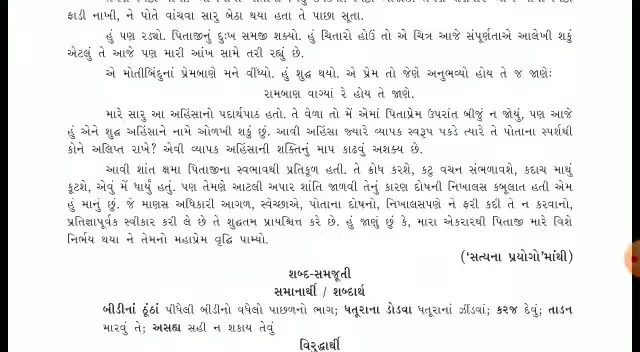 ફાડી નાખી, ને પોતે વાંચવા સારુ બેઠા થયા હતા તે પાછા સૂતા.
હું પણ રડ્યો. પિતાજીનું દુઃખ સમજી શક્યો. હું ચિતારો હોઉં તો એ ચિત્ર આજે સંપૂર્ણતાએ આલેખી શકું
એટલું તે આજે પણ મારી આંખ સામે તરી રહ્યું છે.
એ મોતીબિંદુનાં પ્રેમબાણે મને વીંધ્યો. હું શુદ્ધ થયો. એ પ્રેમ તો જેણે અનુભવ્યો હોય તે જ જાણેઃ
રામબાણ વાગ્યાં રે હોય તે જાણે.
મારે સારુ આ અહિંસાનો પદાર્થપાઠ હતો. તે વેળા તો મેં એમાં પિતાપ્રેમ ઉપરાંત બીજું ન જોયું, પણ આજે
હું એને શુદ્ધ અહિંસાને નામે ઓળખી શકું છું. આવી અહિંસા જ્યારે વ્યાપક સ્વરૂપ પકડે ત્યારે તે પોતાના સ્પર્શથી
કોને અલિપ્ત રાખે? એવી વ્યાપક અહિંસાની શક્તિનું માપ કાઢવું અશક્ય છે.
આવી શાંત ક્ષમા પિતાજીના સ્વભાવથી પ્રતિકૂળ હતી. તે ક્રોધ કરશે, કટુ વચન સંભળાવશે, કદાચ માથું
કૂટશે, એવું મેં ધાર્યું હતું. પણ તેમણે આટલી અપાર શાંતિ જાળવી તેનું કારણ દોષની નિખાલસ કબૂલાત હતી એમ
હું માનું છું. જે માણસ અધિકારી આગળ, સ્વેચ્છાએ, પોતાના દોષનો, નિખાલસપણે ને ફરી કદી તે ન કરવાનો,
પ્રતિજ્ઞાપૂર્વક સ્વીકાર કરી લે છે તે શુદ્ધતમ પ્રાયશ્ચિત્ત કરે છે. હું જાણું છું કે, મારા એકરારથી પિતાજી મારે વિશે
નિર્ભય થયા ને તેમનો મહાપ્રેમ વૃદ્ધિ પામ્યો.
('સત્યના પ્રયોગો'માંથી)
શબ્દ-સમજૂતી
સમાનાર્થી / શબ્દાર્થ
બીડીનાં ઠૂંઠાં પીધેલી બીડીનો વધેલો પાછળનો ભાગ; ધતૂરાના ડોડવા ધતૂરાનાં ઝીંડવાં; કરજ દેવું; તાડન
મારવું તે; અસહ્ય સહી ન શકાય તેવું
વિરુદ્ધાર્થી